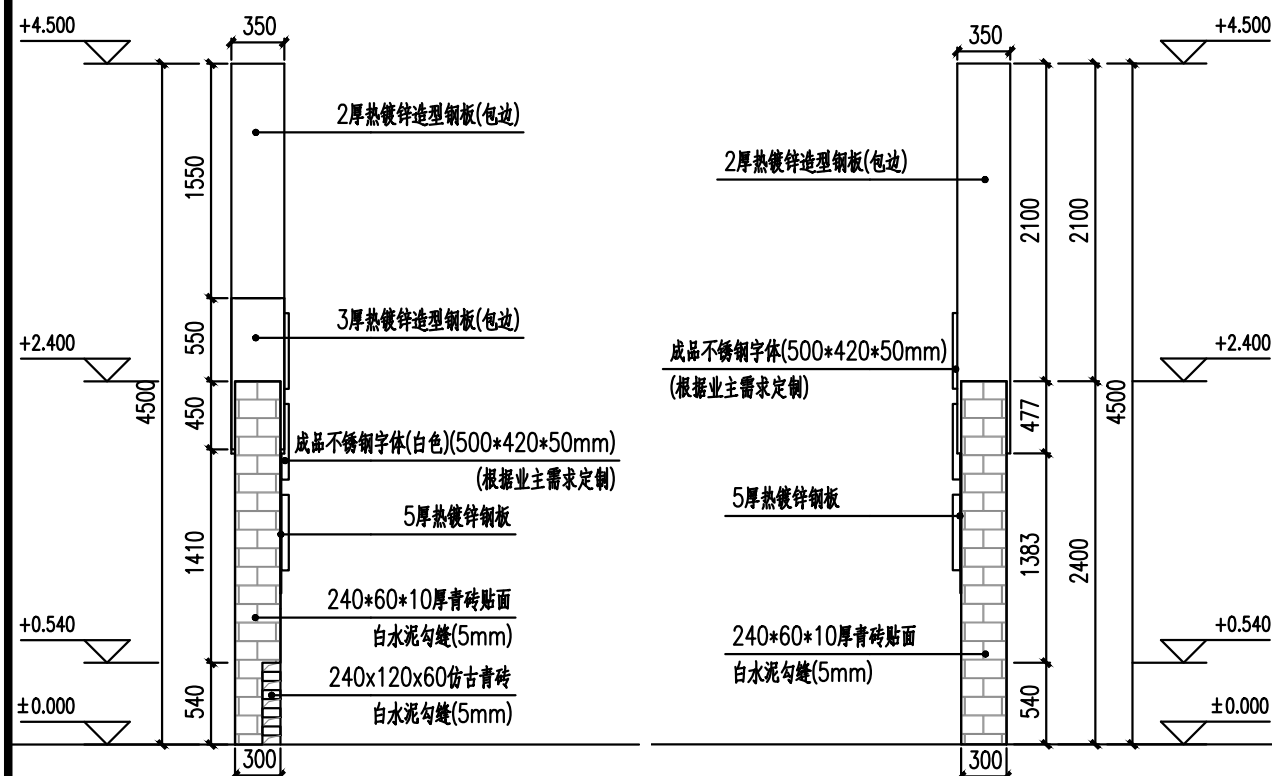 +4.500
350
2厚热镀锌造型钢板(包边)
1550
3厚热镀锌造型钢板(包边)
550
+2.400
4500
450
成品不锈钢字体(白色)(500*420*50mm)
(根据业主需求定制)
5厚热镀锌钢板
1410
240*60*10厚青砖贴面
白水泥勾缝(5mm)
+0.540
240x120x60仿古青砖
白水泥勾缝(5mm)
540
±0.000
300
+4.500
350
2厚热镀锌造型钢板(包边)
2100
2100
成品不锈钢字体(500*420*50mm)
(根据业主需求定制)
+2.400
477
4500
5厚热镀锌钢板
1383
2400
240*60*10厚青砖贴面
白水泥勾缝(5mm)
+0.540
540
±0.000
300